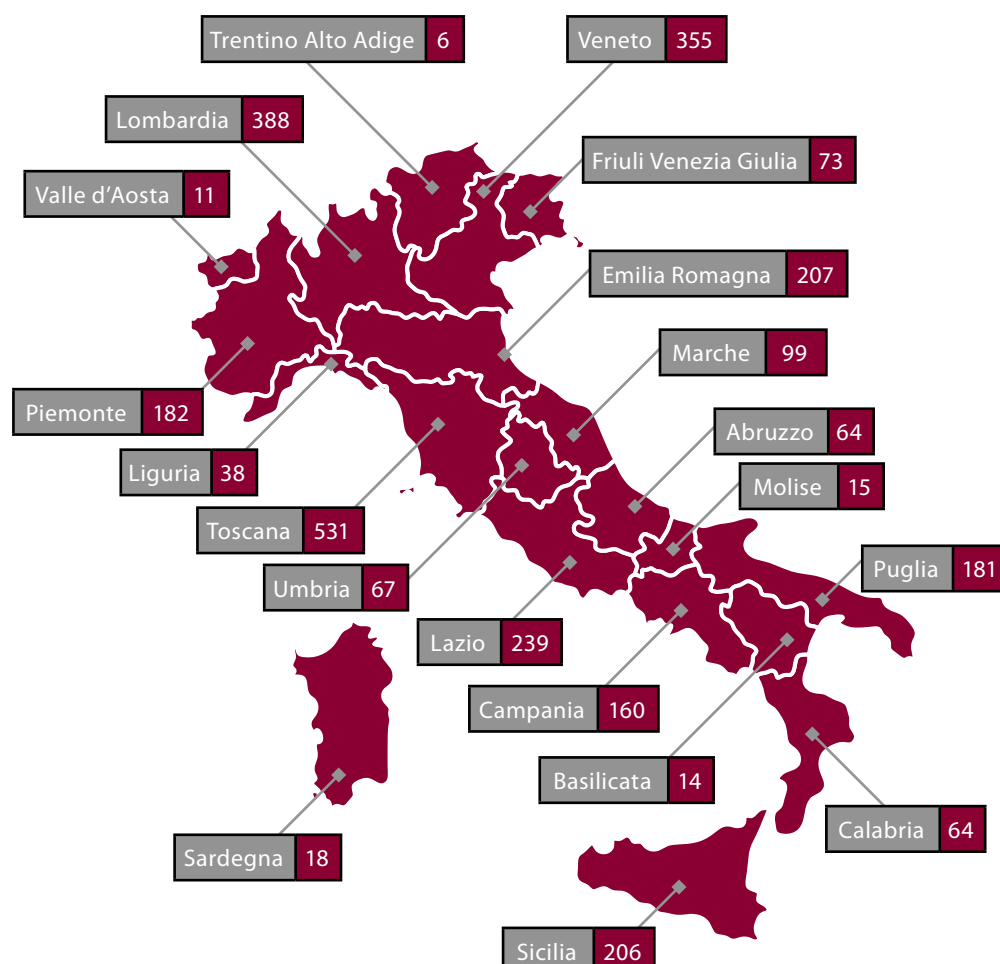 Trentino Alto Adige 6
Veneto 355
Lombardia 388
Friuli Venezia Giulia 73
Valle d'Aosta 11
Emilia Romagna 207
Marche 99
Piemonte 182
Abruzzo 64
Liguria 38
Molise 15
Toscana 531
Puglia 181
Umbria 67
Lazio 239
Campania 160
Basilicata 14
Calabria 64
Sardegna 18
Sicilia 206